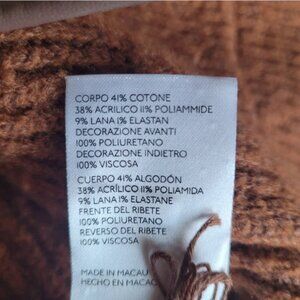 CORPO 41% COTONE
38% ACRILICO 11% POLIAMMIDE
9% LANA 1% ELASTAN
DECORAZIONE AVANTI
100% POLIURETANO
DECORAZIONE INDIETRO
100% VISCOSA
CUERPO 41% ALGODÓN
38% ACRÍLICO 11% POLIAMIDA
9% LANA 1% ELASTANE
FRENTE DEL RIBETE
100% POLIURETANO
REVERSO DEL RIBETE
100% VISCOSA
MADE IN MACAU
HECHO EN MACAO